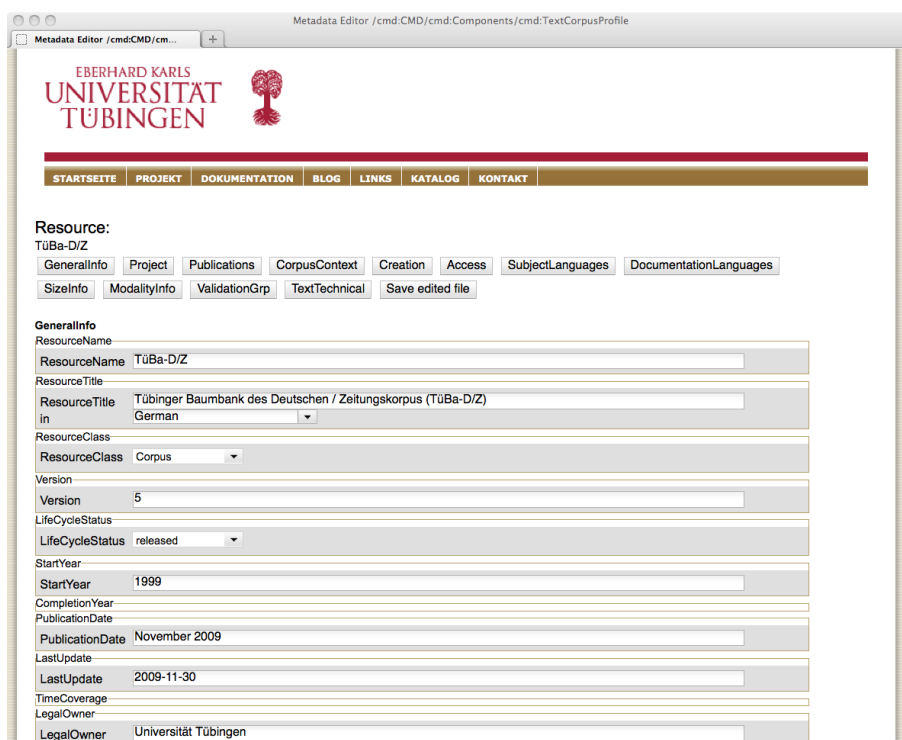 Metadata Editor /cmd:CMD/cmd:Components/cmd:TextCorpusProfile
Metadata Editor /cmd:CMD/cm...
EBERHARD KARLS
UNIVERSITÄT
TÜBINGEN
STARTSEITE PROJEKT DOKUMENTATION BLOG LINKS KATALOG KONTAKT
Resource:
TüBa-D/Z
GeneralInfo Project Publications CorpusContext Creation Access SubjectLanguages DocumentationLanguages
SizeInfo ModalityInfo ValidationGrp TextTechnical Save edited file
GeneralInfo
ResourceName
ResourceName TüBa-D/Z
ResourceTitle
ResourceTitle Tübinger Baumbank des Deutschen / Zeitungskorpus (TüBa-D/Z)
in German
ResourceClass
ResourceClass Corpus
Version
Version 5
LifeCycleStatus
LifeCycleStatus released
StartYear
StartYear 1999
CompletionYear
PublicationDate
PublicationDate November 2009
LastUpdate
LastUpdate 2009-11-30
TimeCoverage
LegalOwner
LegalOwner Universität Tübingen